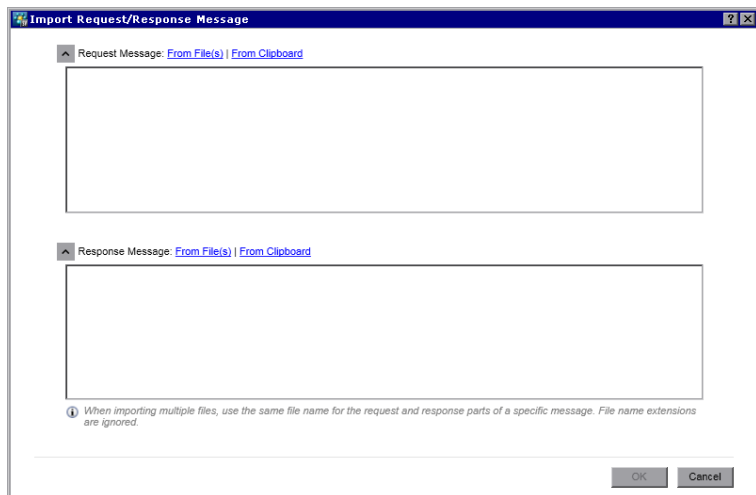 Import Request/Response Message
Request Message: From File(s) | From Clipboard
Response Message: From File(s) | From Clipboard
When importing multiple files, use the same file name for the request and response parts of a specific message. File name extensions
are ignored.
OK Cancel